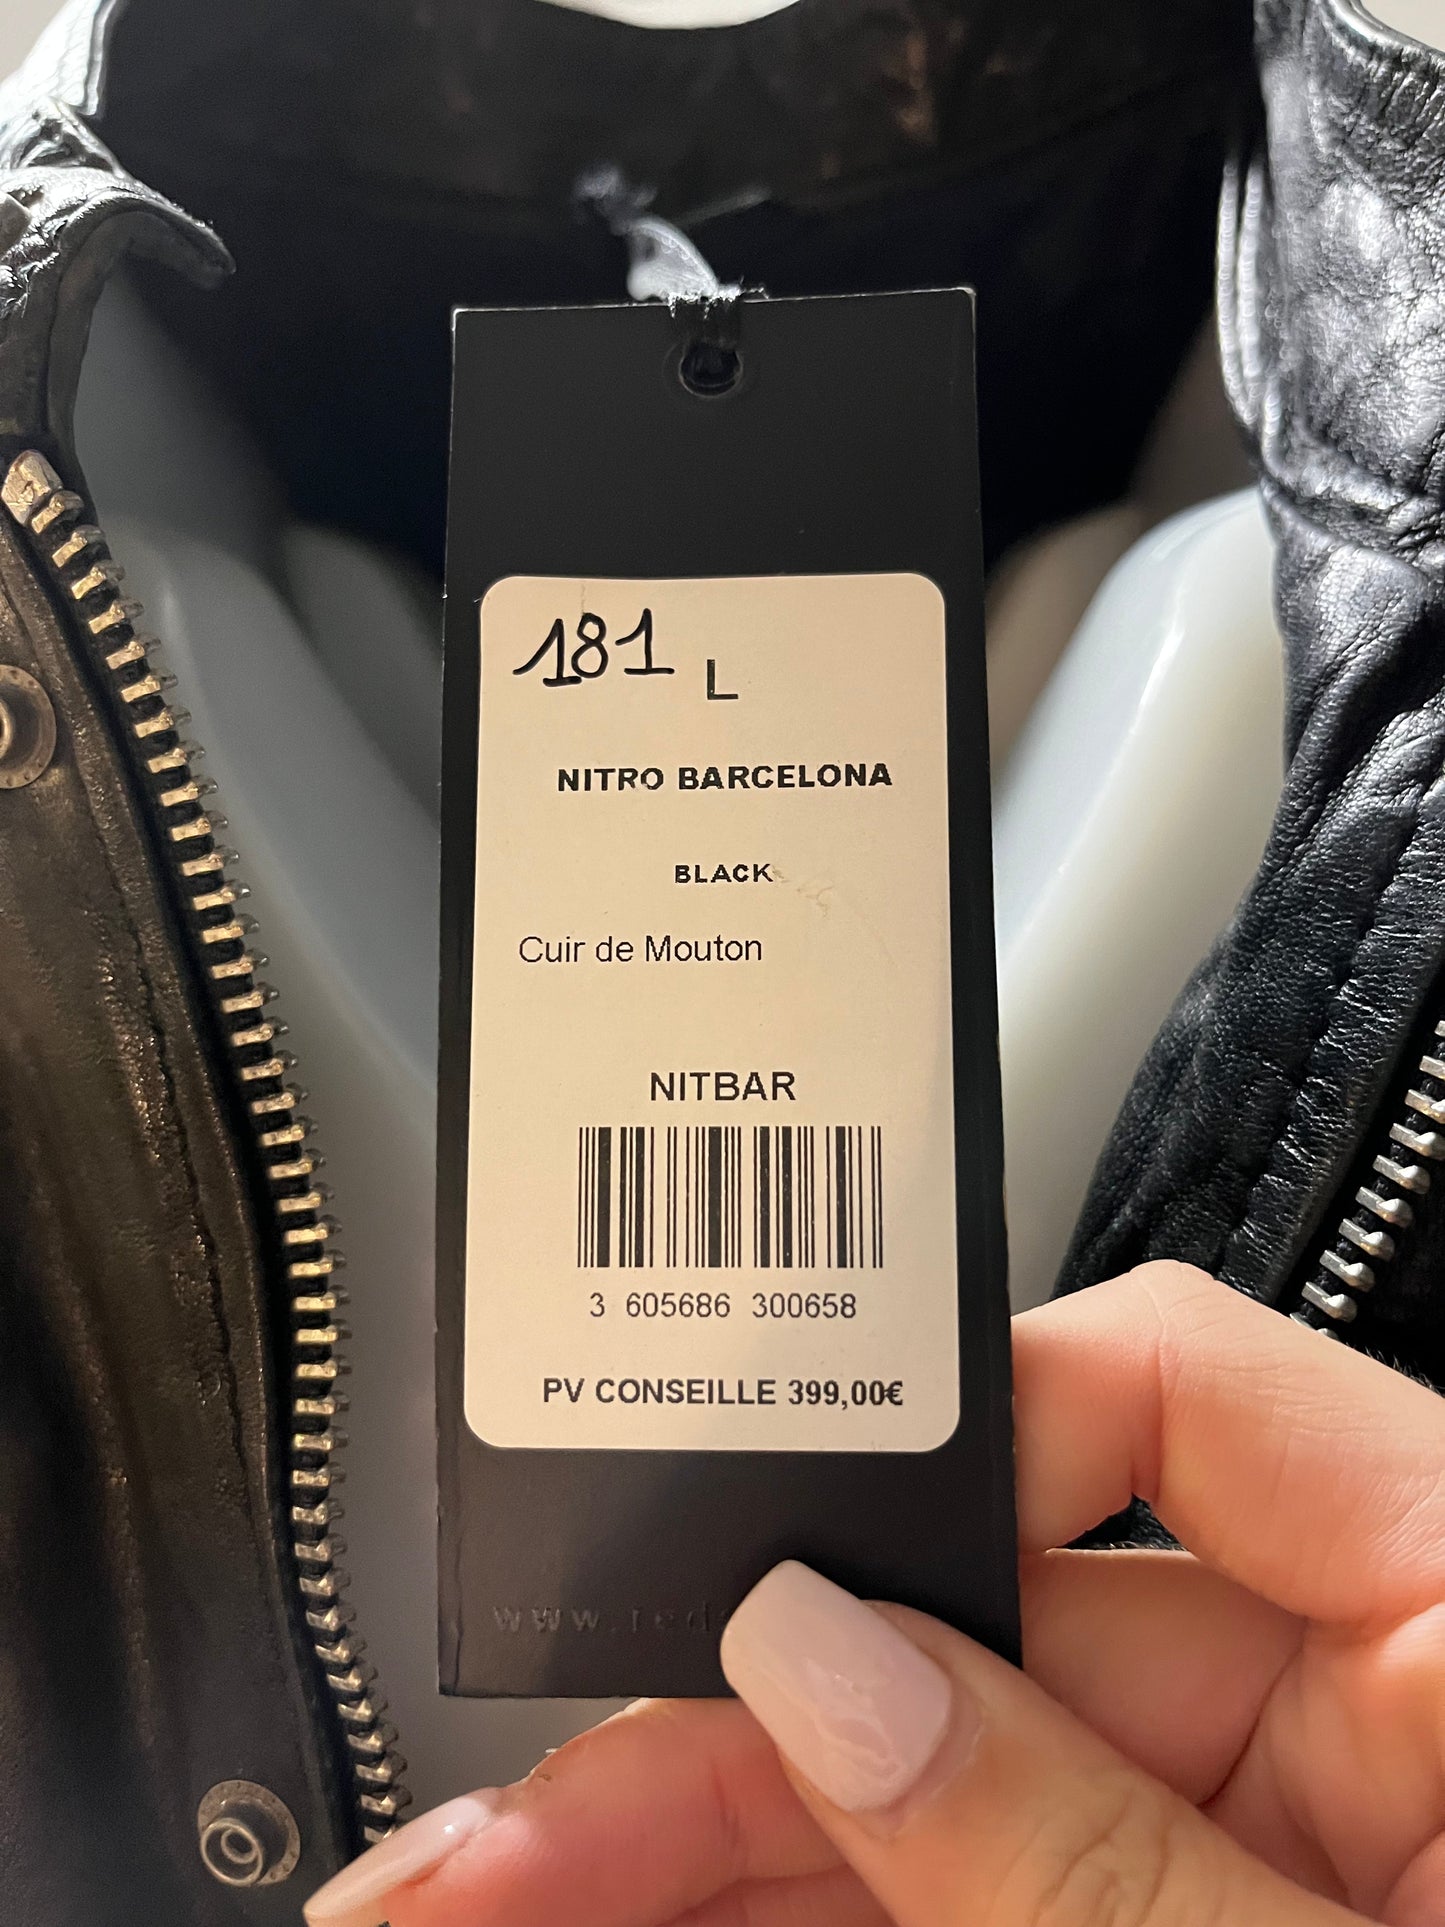 181 L
NITRO BARCELONA
BLACK
Cuir de Mouton
NITBAR
3 605686 300658
PV CONSEILLE 399,00€